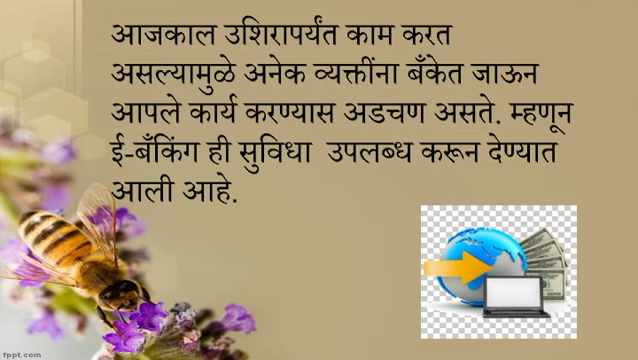 आजकाल उशिरापर्यंत काम करत
असल्यामुळे अनेक व्यक्तींना बँकेत जाऊन
आपले कार्य करण्यास अडचण असते. म्हणून
ई-बँकिंग ही सुविधा  उपलब्ध करून देण्यात
आली आहे.
fppt.com